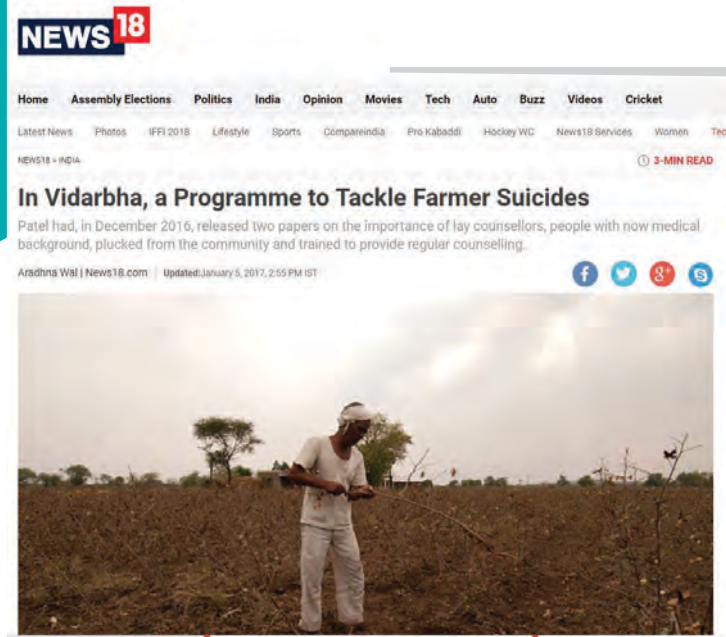 NEWS 18
Home Assembly Elections Politics India Opinion Movies Tech Auto Buzz Videos Cricket
Latest News Photos IFFI 2018 Lifestyle Sports Compareindia Pro Kabaddi Hockey WC News18 Services Women Tec
NEWS18 » INDIA 3-MIN READ
In Vidarbha, a Programme to Tackle Farmer Suicides
Patel had, in December 2016, released two papers on the importance of lay counsellors, people with now medical
background, plucked from the community and trained to provide regular counselling.
Aradhna Wal | News18.com Updated:January 5, 2017, 2:55 PM IST